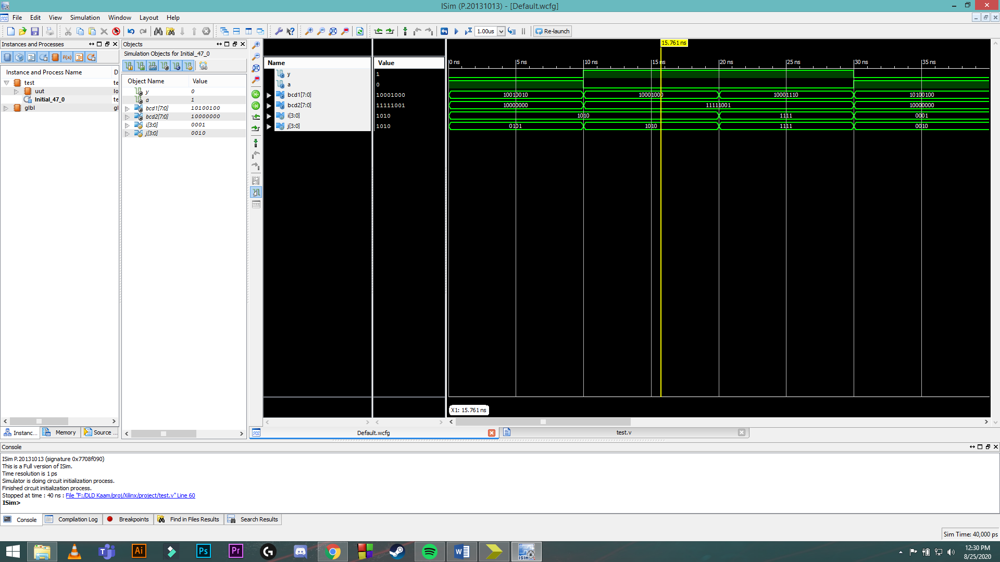 ISim (P.20131013) - [Default.wcfg]
File Edit View Simulation Window Layout Help
1.00us Re-launch
Instances and Processes
Instance and Process Name D
test te
uut lo
Initial_47_0 te
glbl gl
Instanc... Memory Source ...
Objects
Simulation Objects for Initial_47_0
Object Name Value
y 0
a 1
bcd1[7:0] 10100100
bcd2[7:0] 10000000
i[3:0] 0001
j[3:0] 0010
Name Value
y 1
a 0
bcd1[7:0] 10001000
bcd2[7:0] 11111001
i[3:0] 1010
j[3:0] 1010
15.761 ns
0 ns 5 ns 10 ns 15 ns 20 ns 25 ns 30 ns 35 ns
10010010 10001000 10001110 10100100
10000000 11111001 10000000
1010 1111 0001
0101 1010 1111 0010
X1: 15.761 ns
Default.wcfg test.v
Console
ISim P.20131013 (signature 0x7708f090)
This is a Full version of ISim.
Time resolution is 1 ps
Simulator is doing circuit initialization process.
Finished circuit initialization process.
Stopped at time : 40 ns : File "F:/DLD Kaam/proj/Xilinx/project/test.v" Line 60
ISim>
Console Compilation Log Breakpoints Find in Files Results Search Results
Sim Time: 40,000 ps
12:30 PM
8/25/2020